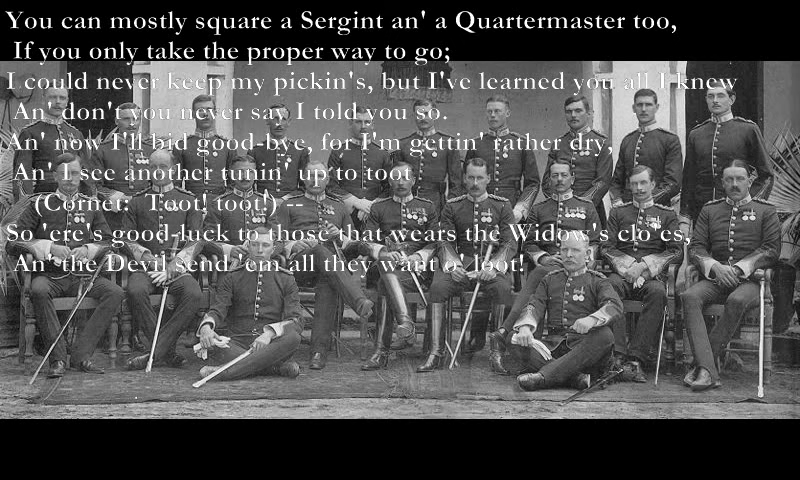 You can mostly square a Sergint an' a Quartermaster too,
If you only take the proper way to go;
I could never keep my pickin's, but I've learned you all I knew
An' don't you never say I told you so.
An' now I'll bid good-bye, for I'm gettin' rather dry,
An' I see another tunin' up to toot
(Cornet: Toot! toot!) --
So 'ere's good-luck to those that wears the Widow's clo'es,
An' the Devil send 'em all they want o' loot!